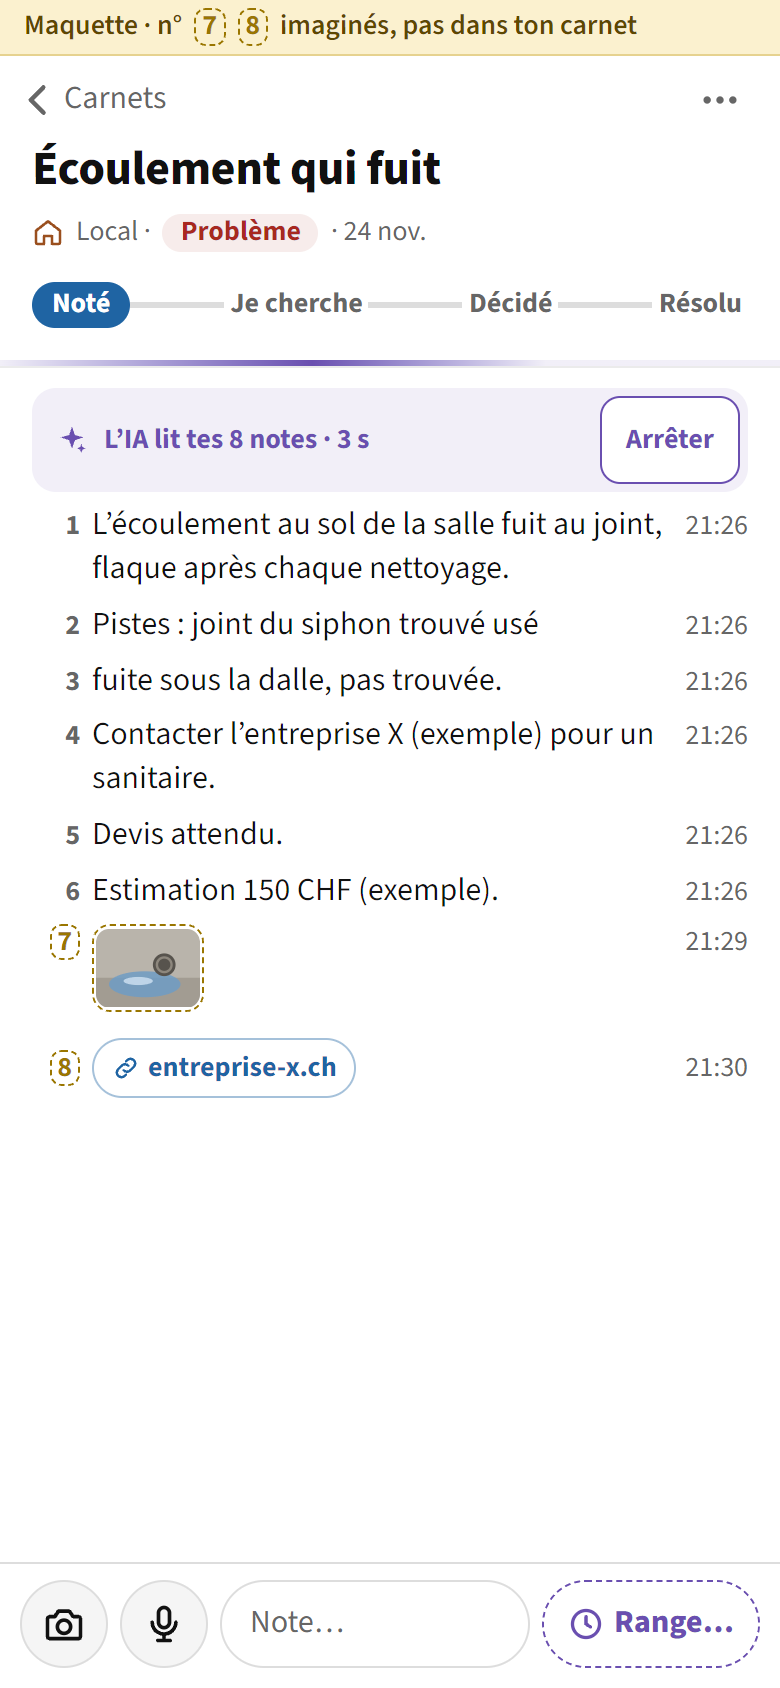 Maquette · n° 7 8 imaginés, pas dans ton carnet
Carnets
Écoulement qui fuit
Local · Problème · 24 nov.
Noté Je cherche Décidé Résolu
L’IA lit tes 8 notes · 3 s Arrêter
1 L’écoulement au sol de la salle fuit au joint, 21:26
flaque après chaque nettoyage.
2 Pistes : joint du siphon trouvé usé 21:26
3 fuite sous la dalle, pas trouvée. 21:26
4 Contacter l’entreprise X (exemple) pour un 21:26
sanitaire.
5 Devis attendu. 21:26
6 Estimation 150 CHF (exemple). 21:26
7 21:29
8 entreprise-x.ch 21:30
Note… Range…